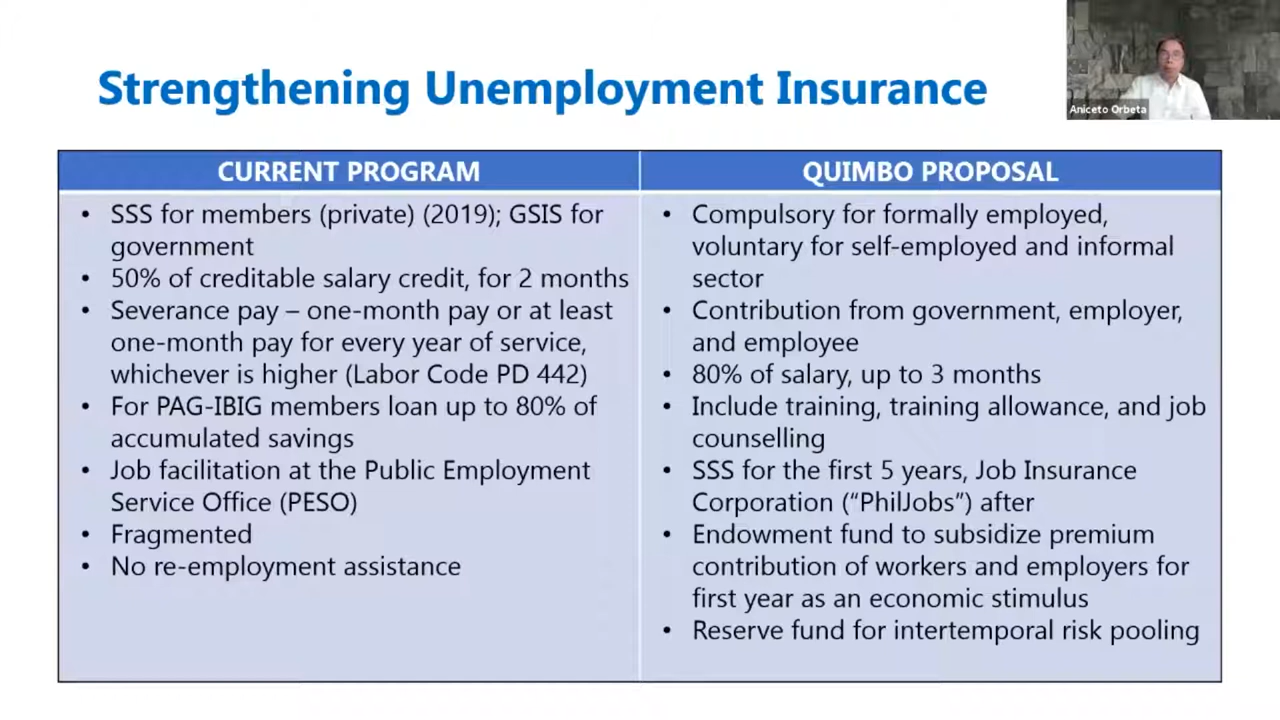 Strengthening Unemployment Insurance
Aniceto Orbeta
CURRENT PROGRAM
• SSS for members (private) (2019); GSIS for
government
• 50% of creditable salary credit, for 2 months
• Severance pay – one-month pay or at least
one-month pay for every year of service,
whichever is higher (Labor Code PD 442)
• For PAG-IBIG members loan up to 80% of
accumulated savings
• Job facilitation at the Public Employment
Service Office (PESO)
• Fragmented
• No re-employment assistance
QUIMBO PROPOSAL
• Compulsory for formally employed,
voluntary for self-employed and informal
sector
• Contribution from government, employer,
and employee
• 80% of salary, up to 3 months
• Include training, training allowance, and job
counselling
• SSS for the first 5 years, Job Insurance
Corporation (“PhilJobs”) after
• Endowment fund to subsidize premium
contribution of workers and employers for
first year as an economic stimulus
• Reserve fund for intertemporal risk pooling